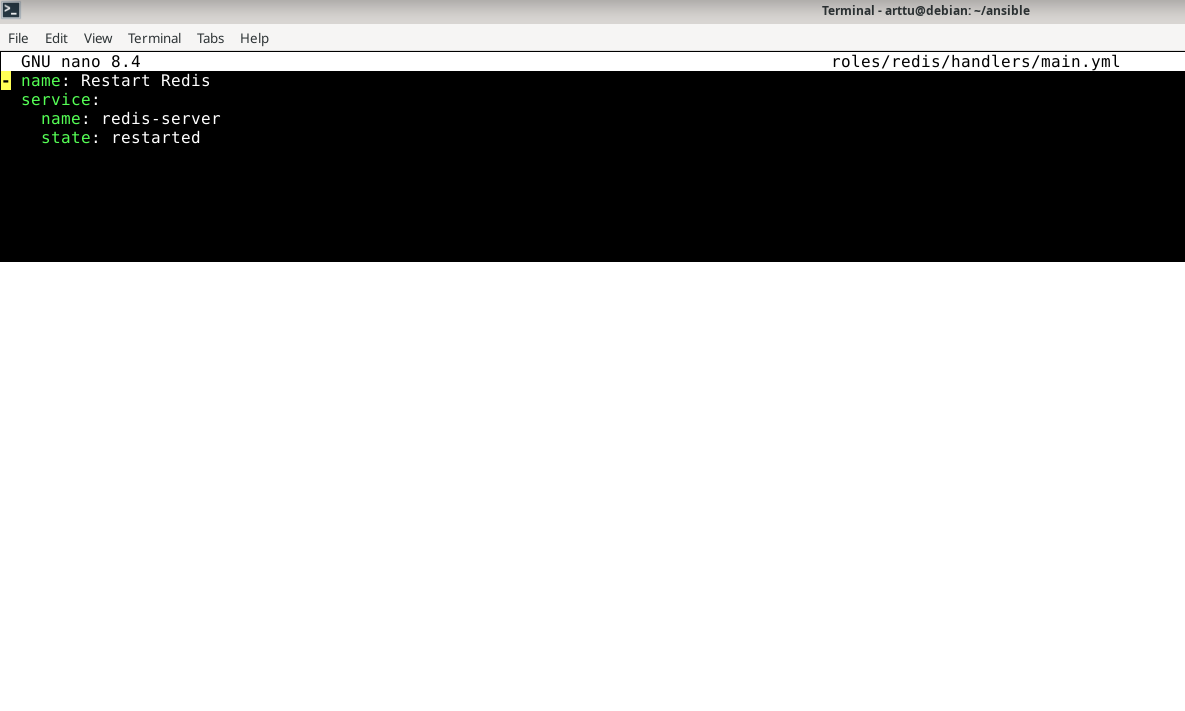 Terminal - arttu@debian: ~/ansible
File Edit View Terminal Tabs Help
GNU nano 8.4 roles/redis/handlers/main.yml
- name: Restart Redis
  service:
    name: redis-server
    state: restarted